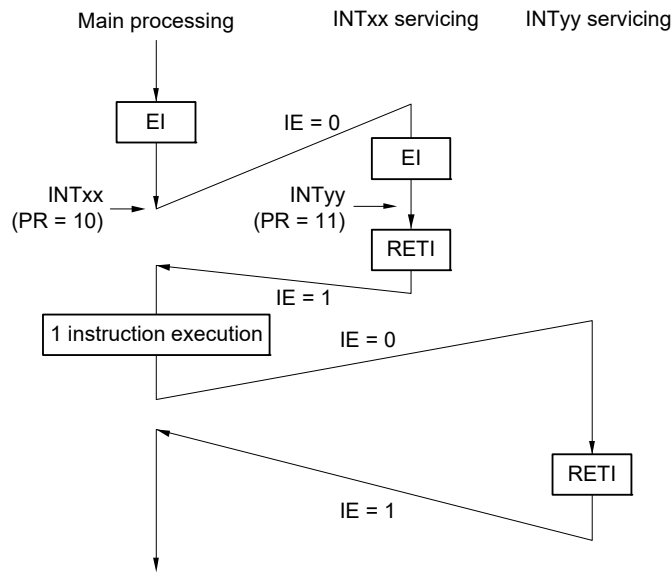 Main processing
INTxx servicing
INTyy servicing
EI
IE = 0
EI
INTxx
(PR = 10)
INTyy
(PR = 11)
RETI
IE = 1
1 instruction execution
IE = 0
RETI
IE = 1